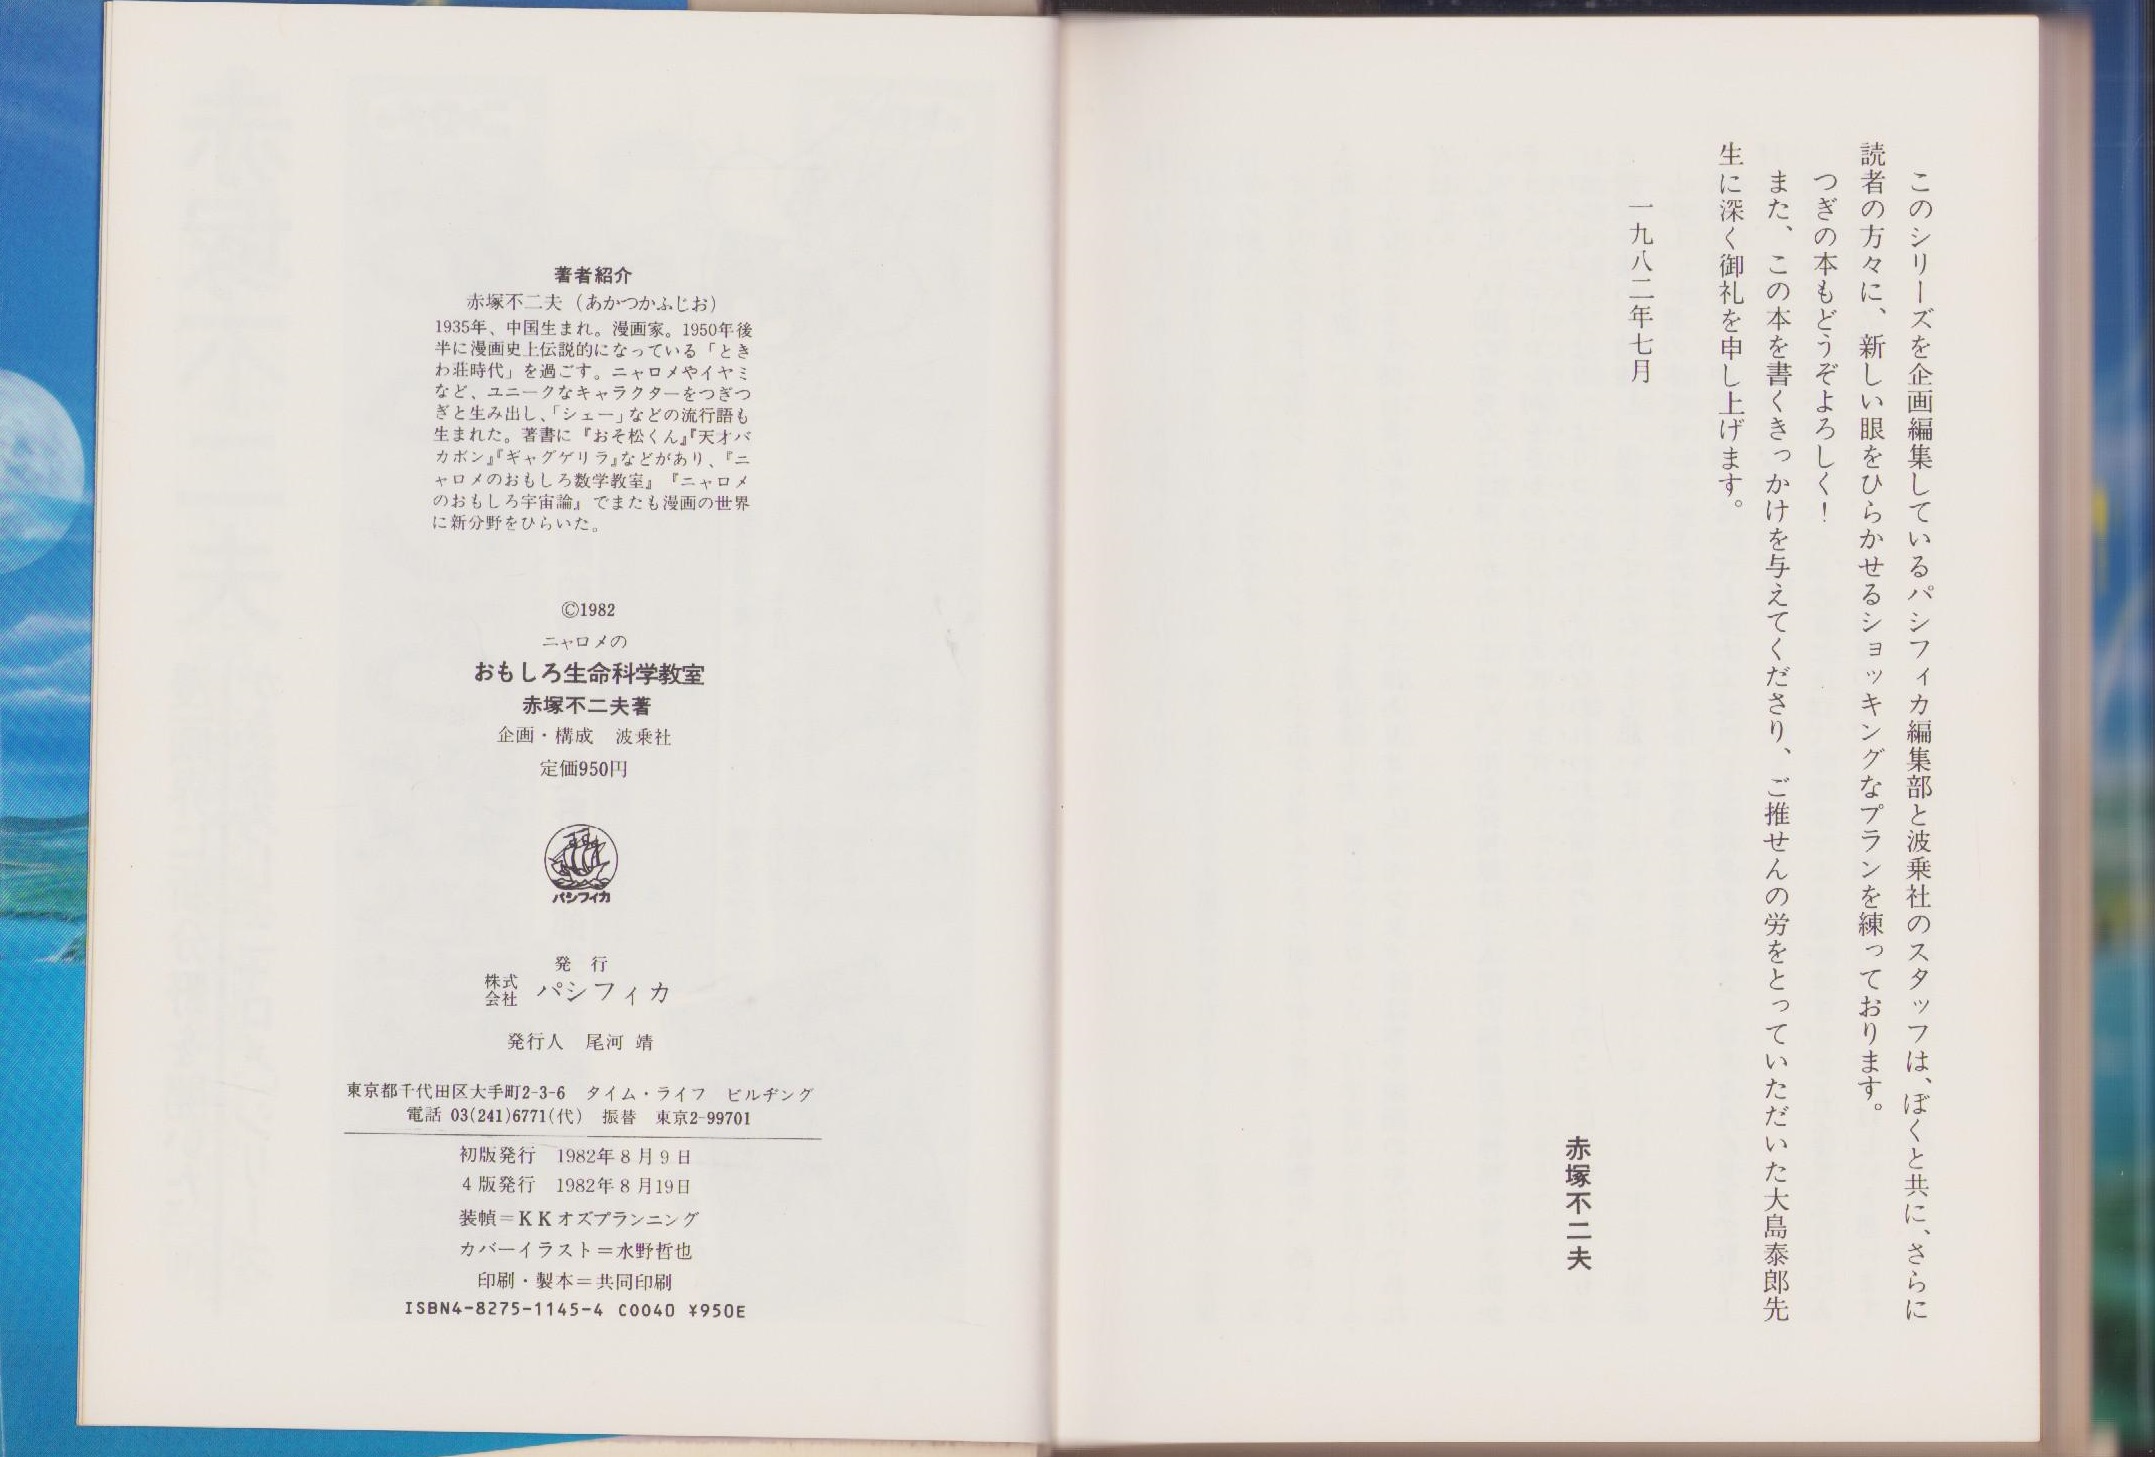 このシリーズを企画編集しているパシフィカ編集部と波乗社のスタッフは、ぼくと共に、さらに
読者の方々に、新しい眼をひらかせるショッキングなプランを練っております。
つぎの本もどうぞよろしく！
また、この本を書くきっかけを与えてくださり、ご推せんの労をとっていただいた大島泰郎先
生に深く御礼を申し上げます。
一九八二年七月
赤塚不二夫
著者紹介
赤塚不二夫（あかつかふじお）
1935年、中国生まれ。漫画家。1950年後
半に漫画史上伝説的になっている「とき
わ荘時代」を過ごす。ニャロメやイヤミ
など、ユニークなキャラクターをつぎつ
ぎと生み出し、「シェー」などの流行語も
生まれた。著書に『おそ松くん』『天才バ
カボン』『ギャグゲリラ』などがあり、『ニ
ャロメのおもしろ数学教室』『ニャロメ
のおもしろ宇宙論』でまたも漫画の世界
に新分野をひらいた。
©1982
ニャロメの
おもしろ生命科学教室
赤塚不二夫著
企画・構成　波乗社
定価950円
パシフィカ
発　行
株式会社 パシフィカ
発行人　尾河 靖
東京都千代田区大手町2-3-6　タイム・ライフ　ビルヂング
電話 03(241)6771(代)　振替　東京2-99701
初版発行　1982年8月9日
4版発行　1982年8月19日
装幀＝KKオズプランニング
カバーイラスト＝水野哲也
印刷・製本＝共同印刷
ISBN4-8275-1145-4 C0040 ¥950E